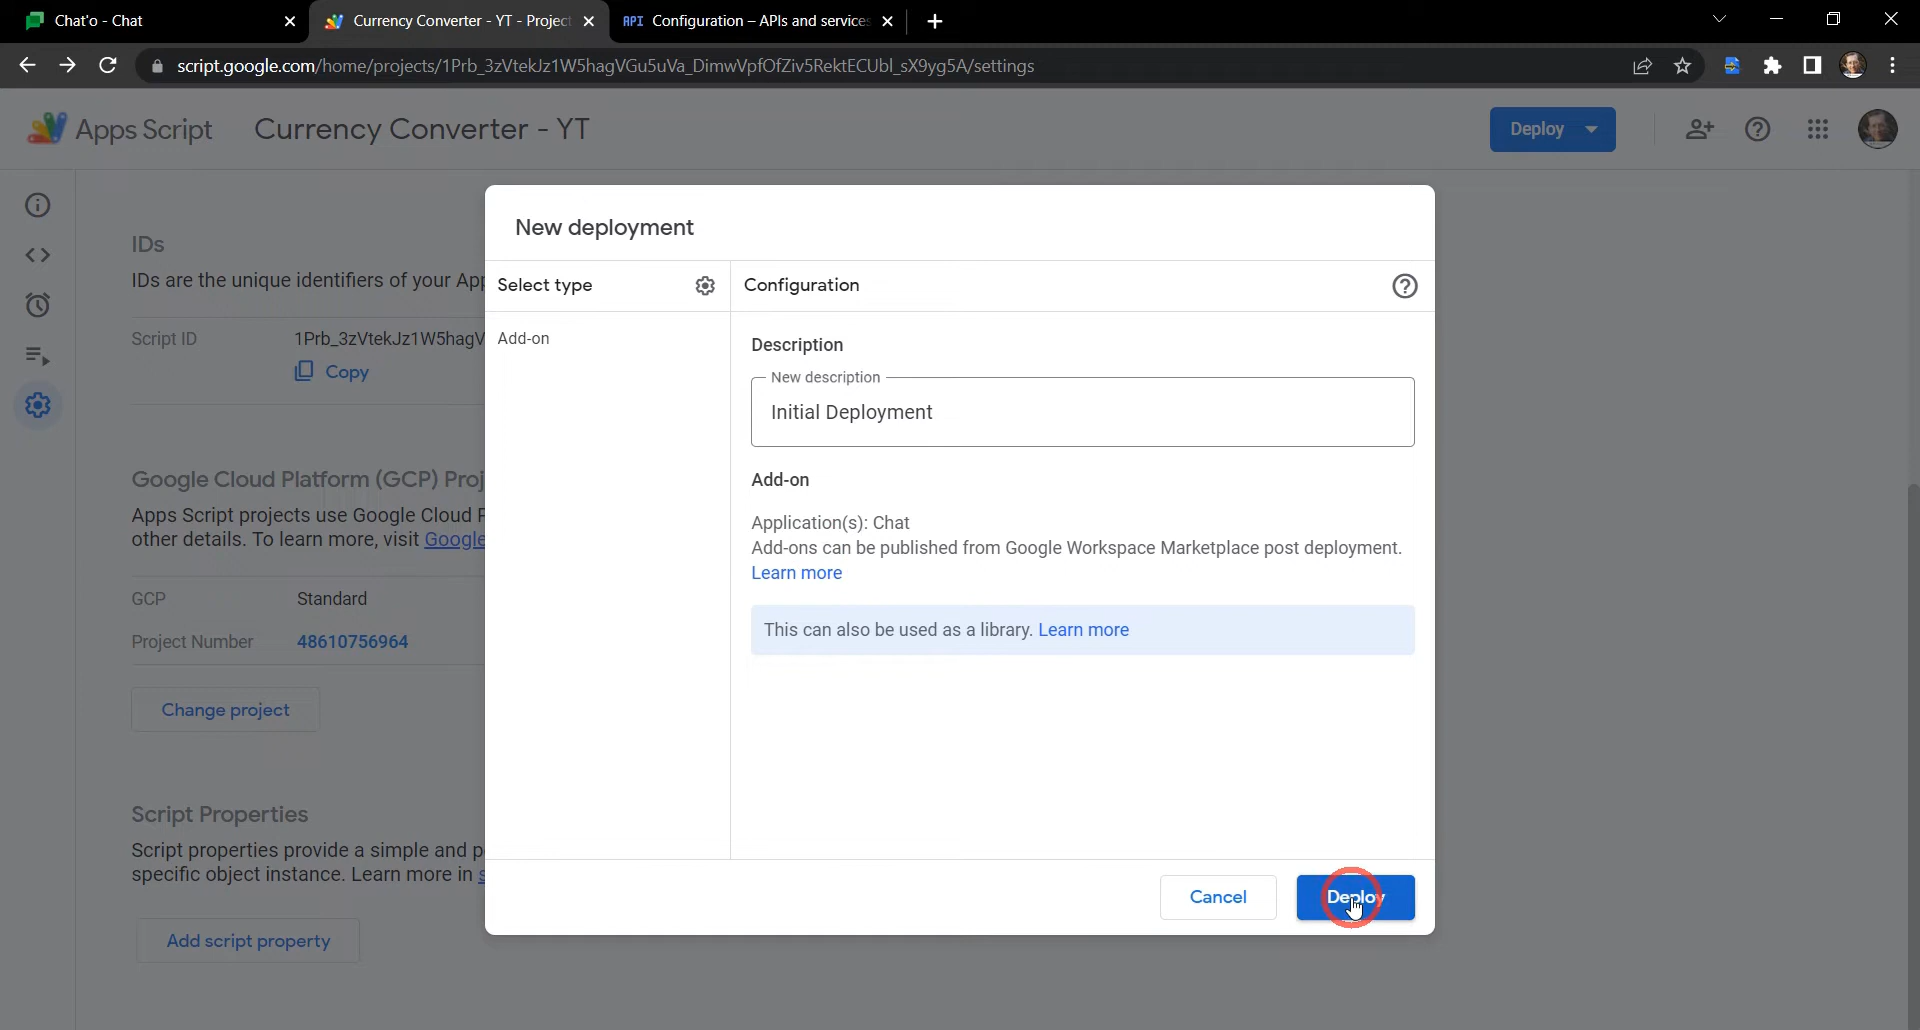 Chat'o - Chat
Currency Converter - YT - Project
API Configuration – APIs and services
script.google.com/home/projects/1Prb_3zVtekJz1W5hagVGu5uVa_DimwVpfOfZiv5RektECUbl_sX9yg5A/settings
Apps Script
Currency Converter - YT
Deploy
IDs
IDs are the unique identifiers of your App
Script ID
1Prb_3zVtekJz1W5hagV
Copy
Google Cloud Platform (GCP) Proj
Apps Script projects use Google Cloud P
other details. To learn more, visit Google
GCP
Standard
Project Number
48610756964
Change project
Script Properties
Script properties provide a simple and p
specific object instance. Learn more in s
Add script property
New deployment
Select type
Add-on
Configuration
Description
New description
Initial Deployment
Add-on
Application(s): Chat
Add-ons can be published from Google Workspace Marketplace post deployment.
Learn more
This can also be used as a library. Learn more
Cancel
Deploy